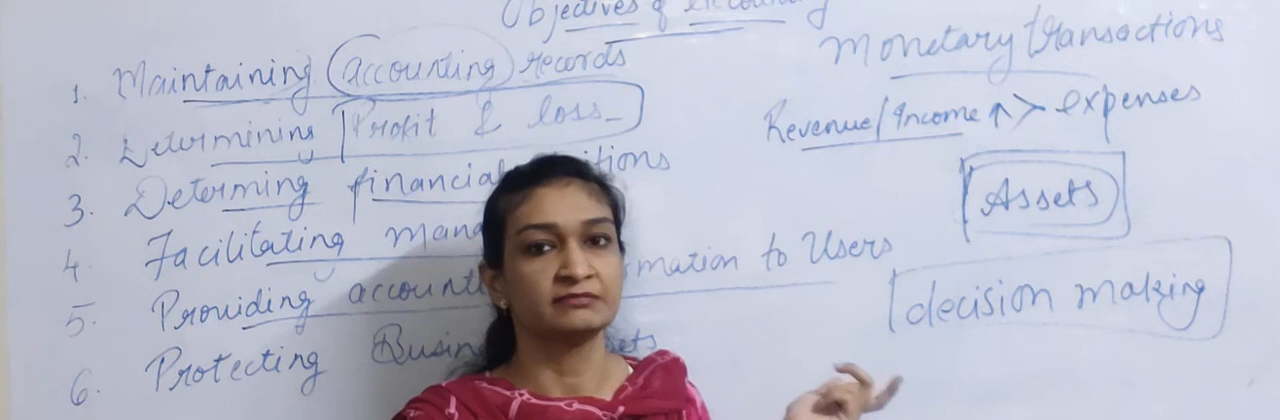 Objectives of
1. Maintaining accounting records
2. Determining Profit & loss
3. Determing financial
4. Facilitating
5. Providing to Users
6. Protecting
Monetary transactions
Revenue/Income ↑ > expenses
Assets
decision making